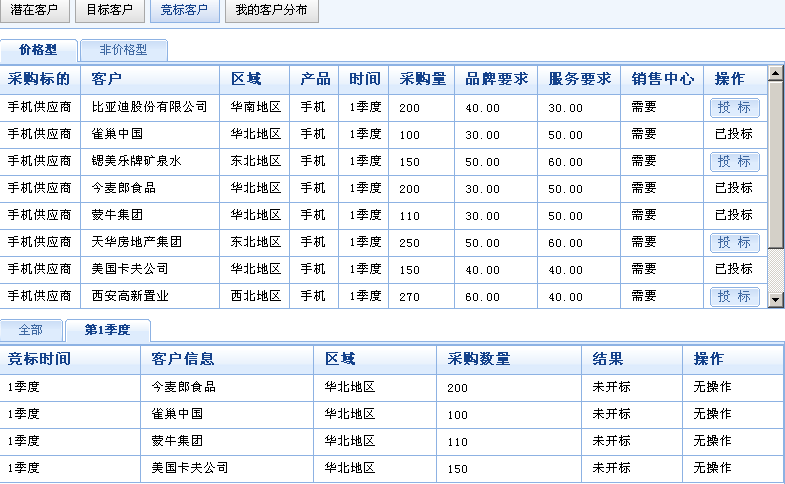 潜在客户 目标客户 竞标客户 我的客户分布
价格型 非价格型
采购标的 客户 区域 产品 时间 采购量 品牌要求 服务要求 销售中心 操作
手机供应商 比亚迪股份有限公司 华南地区 手机 1季度 200 40.00 30.00 需要 投 标
手机供应商 雀巢中国 华北地区 手机 1季度 100 30.00 50.00 需要 已投标
手机供应商 锶美乐牌矿泉水 东北地区 手机 1季度 150 50.00 60.00 需要 投 标
手机供应商 今麦郎食品 华北地区 手机 1季度 200 30.00 50.00 需要 已投标
手机供应商 蒙牛集团 华北地区 手机 1季度 110 30.00 50.00 需要 已投标
手机供应商 天华房地产集团 东北地区 手机 1季度 250 50.00 60.00 需要 投 标
手机供应商 美国卡夫公司 华北地区 手机 1季度 150 40.00 40.00 需要 已投标
手机供应商 西安高新置业 西北地区 手机 1季度 270 60.00 40.00 需要 投 标
全部 第1季度
竞标时间 客户信息 区域 采购数量 结果 操作
1季度 今麦郎食品 华北地区 200 未开标 无操作
1季度 雀巢中国 华北地区 100 未开标 无操作
1季度 蒙牛集团 华北地区 110 未开标 无操作
1季度 美国卡夫公司 华北地区 150 未开标 无操作